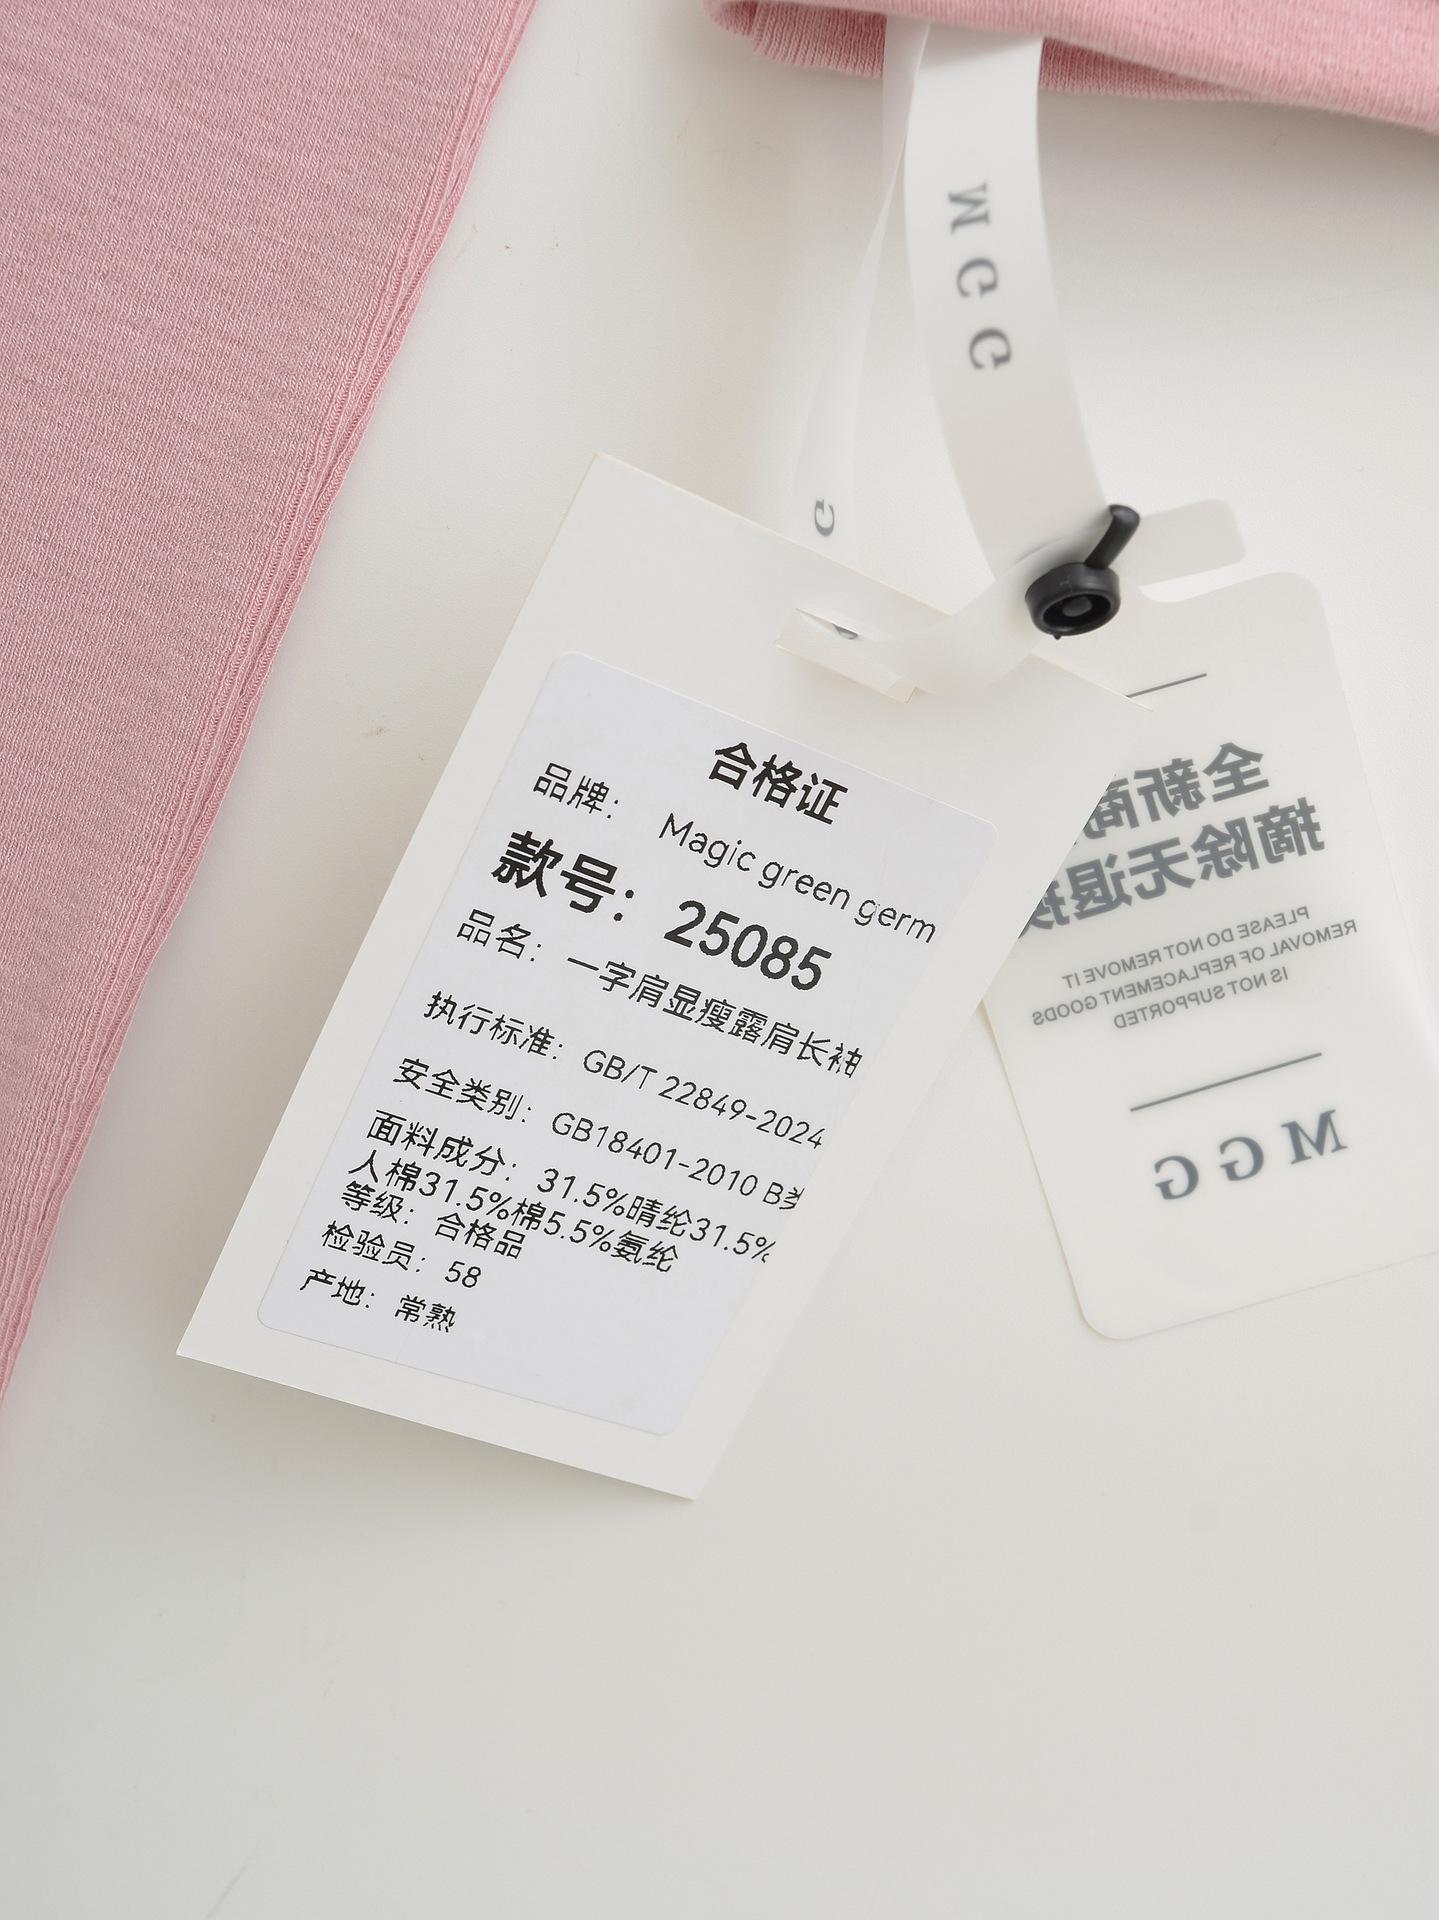 MGG
G
合格证
品牌： Magic green germ
款号：25085
品名：一字肩显瘦露肩长袖
执行标准：GB/T 22849-2024
安全类别：GB18401-2010 B类
面料成分：31.5%晴纶31.5%
人棉31.5%棉5.5%氨纶
等级：合格品
检验员：58
产地：常熟
全新商
摘除无退换
PLEASE DO NOT REMOVE IT
REMOVAL OF REPLACEMENT GOODS
IS NOT SUPPORTED
MGG